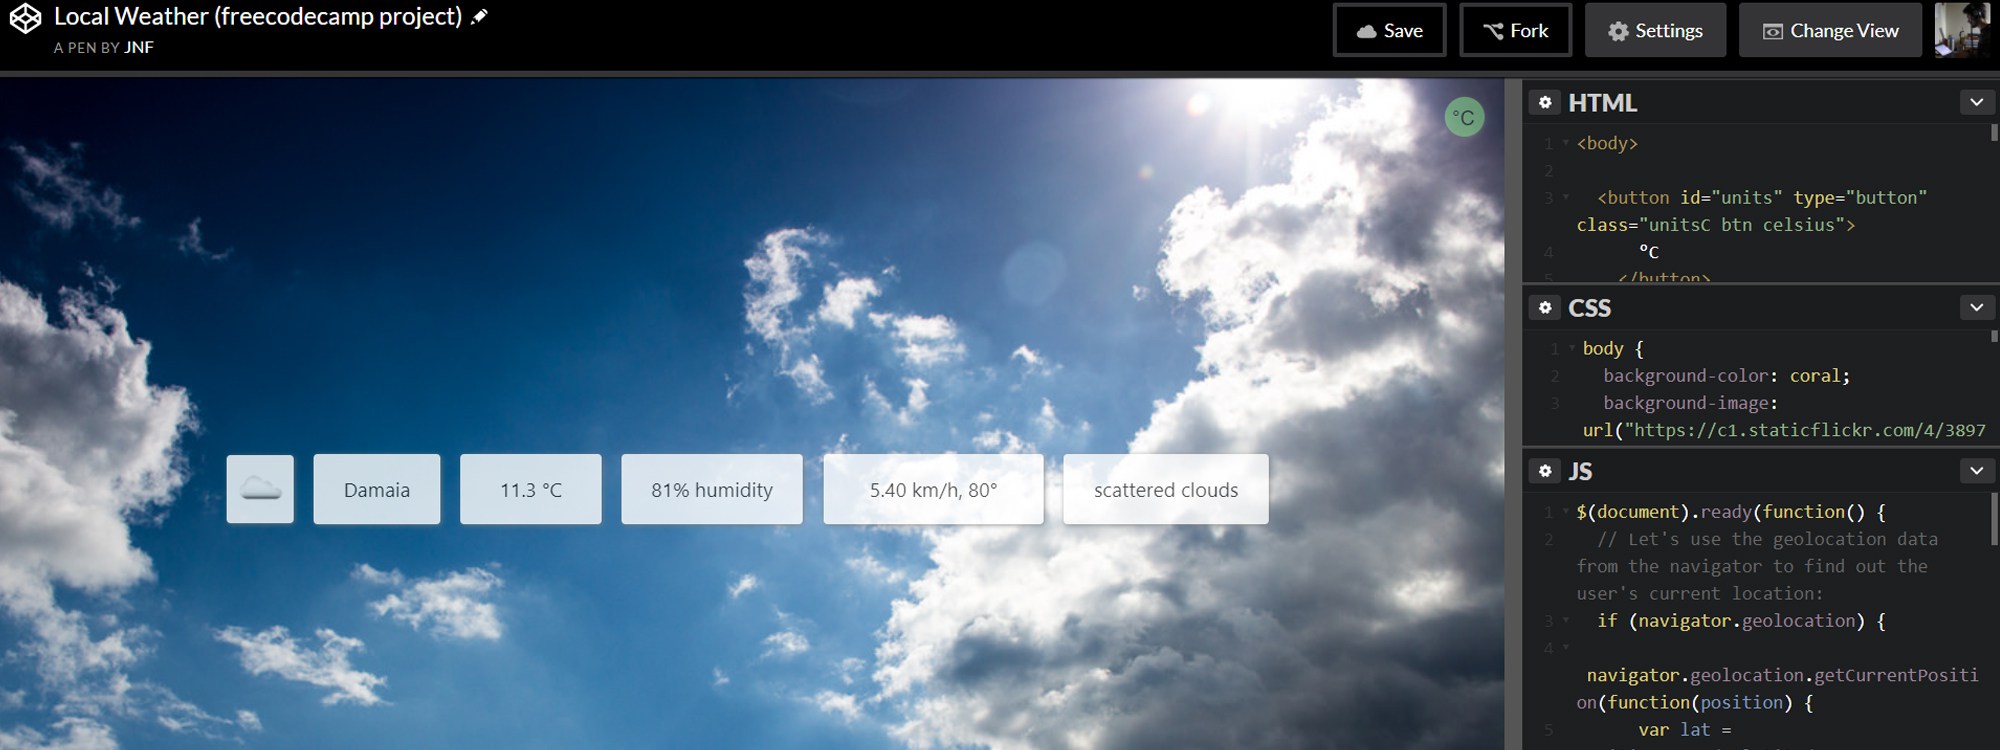 Local Weather (freecodecamp project)
A PEN BY JNF
Save
Fork
Settings
Change View
°C
Damaia
11.3 °C
81% humidity
5.40 km/h, 80°
scattered clouds
HTML
1 <body>
2
3 <button id="units" type="button"
class="unitsC btn celsius">
4 ºC
5 </button>
CSS
1 body {
2 background-color: coral;
3 background-image:
url("https://c1.staticflickr.com/4/3897
JS
1 $(document).ready(function() {
2 // Let's use the geolocation data
from the navigator to find out the
user's current location:
3 if (navigator.geolocation) {
4
navigator.geolocation.getCurrentPositi
on(function(position) {
5 var lat =